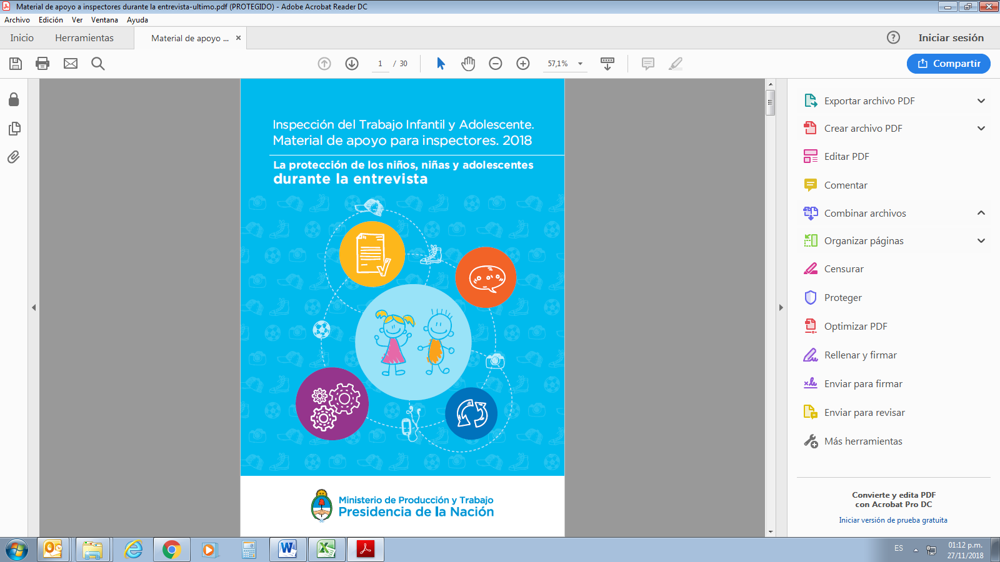 Material de apoyo a inspectores durante la entrevista-ultimo.pdf (PROTEGIDO) - Adobe Acrobat Reader DC
Archivo Edición Ver Ventana Ayuda
Inicio Herramientas Material de apoyo ... × ? Iniciar sesión
1 / 30 57,1% Compartir
Inspección del Trabajo Infantil y Adolescente.
Material de apoyo para inspectores. 2018
La protección de los niños, niñas y adolescentes
durante la entrevista
Ministerio de Producción y Trabajo
Presidencia de la Nación
Exportar archivo PDF
Crear archivo PDF
Editar PDF
Comentar
Combinar archivos
Organizar páginas
Censurar
Proteger
Optimizar PDF
Rellenar y firmar
Enviar para firmar
Enviar para revisar
Más herramientas
Convierte y edita PDF
con Acrobat Pro DC
Iniciar versión de prueba gratuita
ES 01:12 p.m.
27/11/2018